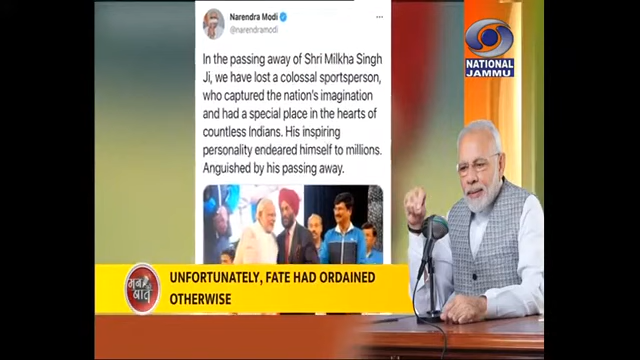 Narendra Modi
@narendramodi
In the passing away of Shri Milkha Singh
Ji, we have lost a colossal sportsperson,
who captured the nation's imagination
and had a special place in the hearts of
countless Indians. His inspiring
personality endeared himself to millions.
Anguished by his passing away.
NATIONAL
JAMMU
मन की
बात
UNFORTUNATELY, FATE HAD ORDAINED
OTHERWISE